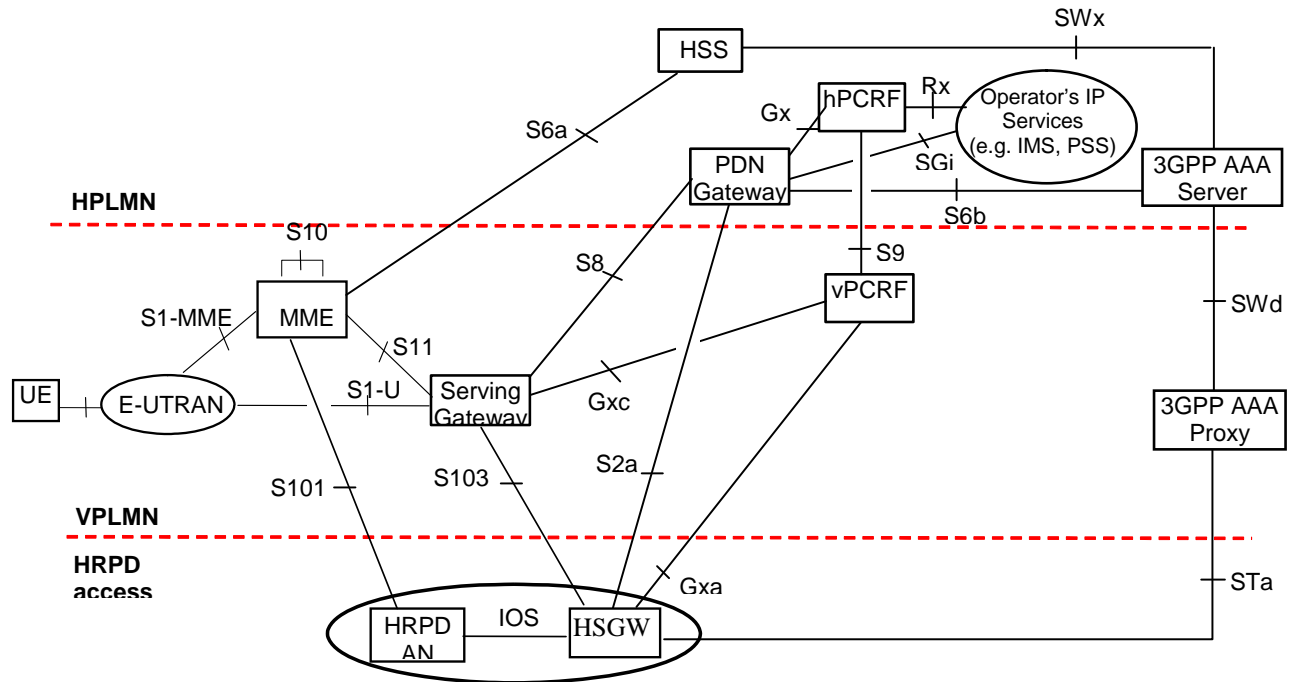 SWx
HSS
Rx
hPCRF
Operator's IP
Services
(e.g. IMS, PSS)
Gx
S6a
SGi
PDN
Gateway
3GPP AAA
Server
HPLMN
S6b
S10
S8
S9
vPCRF
S1-MME
MME
SWd
S11
UE
E-UTRAN
S1-U
Serving
Gateway
Gxc
3GPP AAA
Proxy
S101
S103
S2a
VPLMN
HRPD
access
Gxa
STa
IOS
HRPD
AN
HSGW